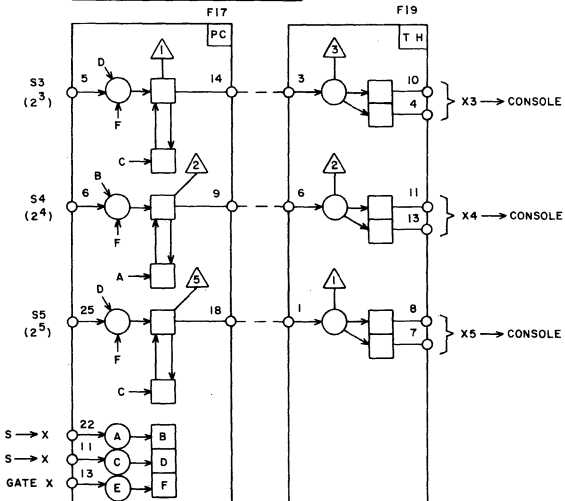 F17
F19
PC
TH
1
3
D
S3
(2³)
5
14
3
10
4
X3 → CONSOLE
F
C
2
2
B
S4
(2⁴)
6
9
6
11
13
X4 → CONSOLE
F
A
5
1
D
S5
(2⁵)
25
18
1
8
7
X5 → CONSOLE
F
C
S → X
22
A
B
S → X
11
C
D
GATE X
13
E
F